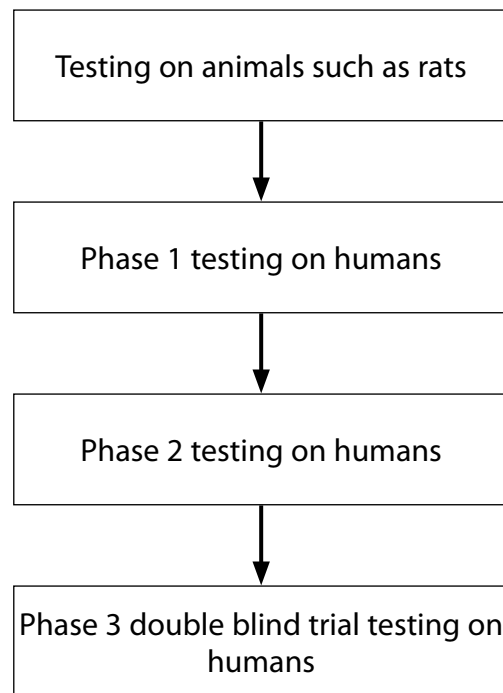 Testing on animals such as rats
Phase 1 testing on humans
Phase 2 testing on humans
Phase 3 double blind trial testing on
humans